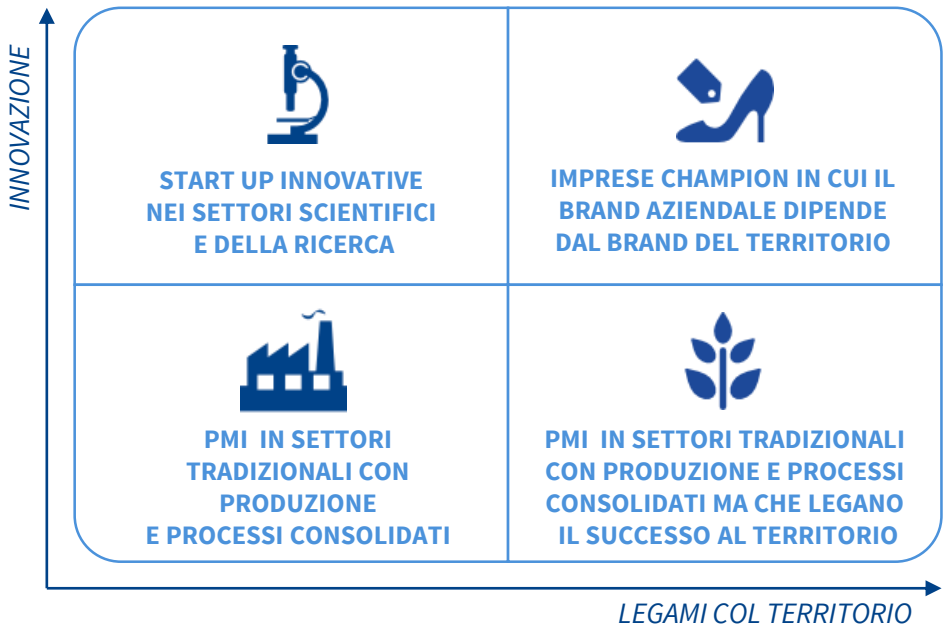 INNOVAZIONE
START UP INNOVATIVE
NEI SETTORI SCIENTIFICI
E DELLA RICERCA
IMPRESE CHAMPION IN CUI IL
BRAND AZIENDALE DIPENDE
DAL BRAND DEL TERRITORIO
PMI IN SETTORI
TRADIZIONALI CON
PRODUZIONE
E PROCESSI CONSOLIDATI
PMI IN SETTORI TRADIZIONALI
CON PRODUZIONE E PROCESSI
CONSOLIDATI MA CHE LEGANO
IL SUCCESSO AL TERRITORIO
LEGAMI COL TERRITORIO